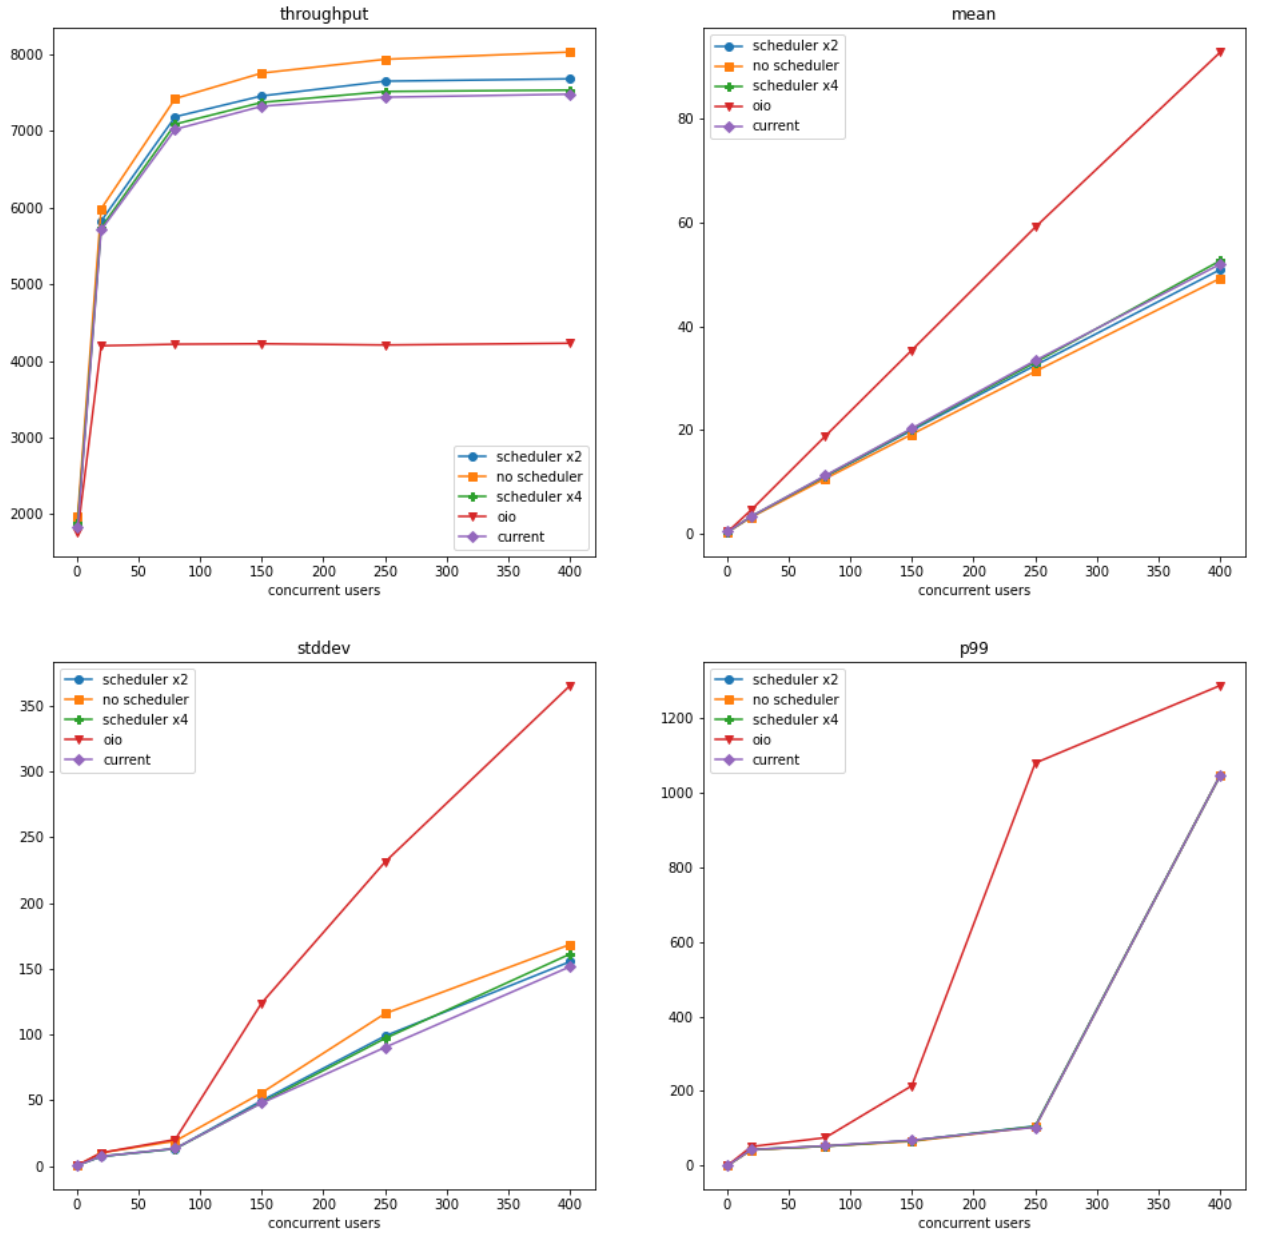 throughput
8000
7000
6000
5000
4000
3000
2000
scheduler x2
no scheduler
scheduler x4
oio
current
0 50 100 150 200 250 300 350 400
concurrent users
mean
scheduler x2
no scheduler
scheduler x4
oio
current
80
60
40
20
0
0 50 100 150 200 250 300 350 400
concurrent users
stddev
scheduler x2
no scheduler
scheduler x4
oio
current
350
300
250
200
150
100
50
0
0 50 100 150 200 250 300 350 400
concurrent users
p99
scheduler x2
no scheduler
scheduler x4
oio
current
1200
1000
800
600
400
200
0
0 50 100 150 200 250 300 350 400
concurrent users